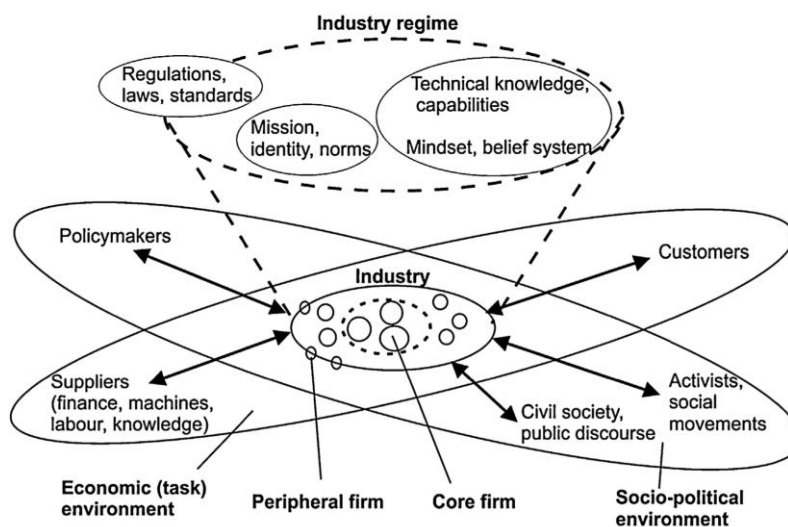 Industry regime
Regulations,
laws, standards
Technical knowledge,
capabilities
Mission,
identity, norms
Mindset, belief system
Policymakers
Customers
Industry
Suppliers
(finance, machines,
labour, knowledge)
Activists,
social
movements
Civil society,
public discourse
Economic (task)
environment
Peripheral firm
Core firm
Socio-political
environment